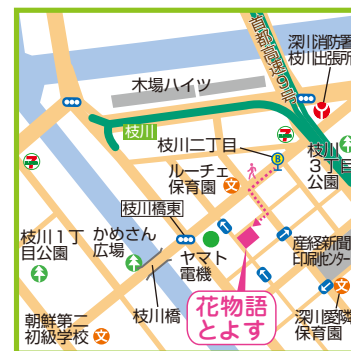 首都高速9号
深川消防署
枝川出張所
木場ハイツ
枝川
枝川二丁目
B
枝川
3丁目
公園
ルーチェ
保育園
文
枝川橋東
枝川1丁
目公園
かめさん
広場
ヤマト
電機
産経新聞
印刷センター
花物語
とよす
枝川橋
朝鮮第二
初級学校
文
深川愛隣
保育園
文